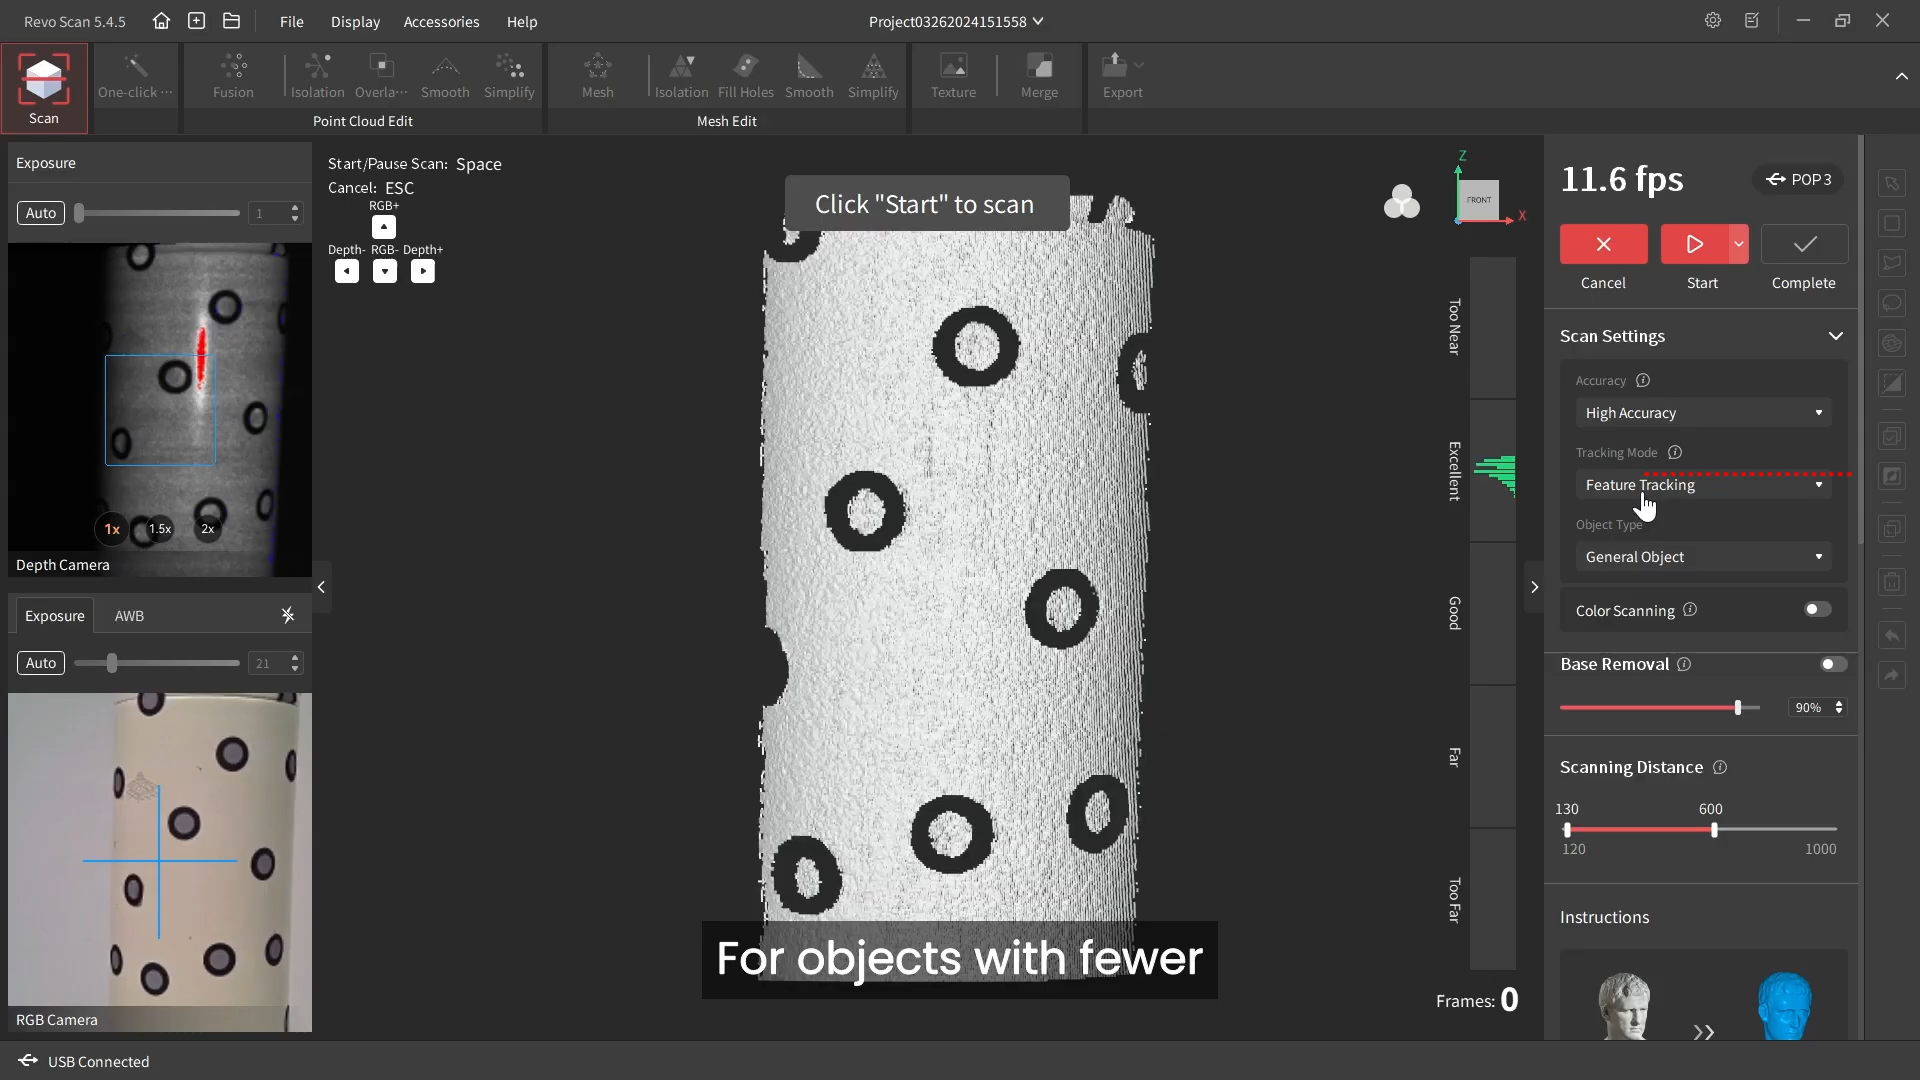 Revo Scan 5.4.5
File
Display
Accessories
Help
Project03262024151558
Scan
One-click ···
Fusion
Isolation
Overla···
Smooth
Simplify
Point Cloud Edit
Mesh
Isolation
Fill Holes
Smooth
Simplify
Mesh Edit
Texture
Merge
Export
Exposure
Auto
1
1x
1.5x
2x
Depth Camera
Exposure
AWB
Auto
21
RGB Camera
USB Connected
Start/Pause Scan: Space
Cancel: ESC
RGB+
Depth- RGB- Depth+
Click "Start" to scan
Z
FRONT
X
Too Near
Excellent
Good
Far
Too Far
Frames: 0
For objects with fewer
11.6 fps
POP 3
Cancel
Start
Complete
Scan Settings
Accuracy
High Accuracy
Tracking Mode
Feature Tracking
Object Type
General Object
Color Scanning
Base Removal
90%
Scanning Distance
130
600
120
1000
Instructions